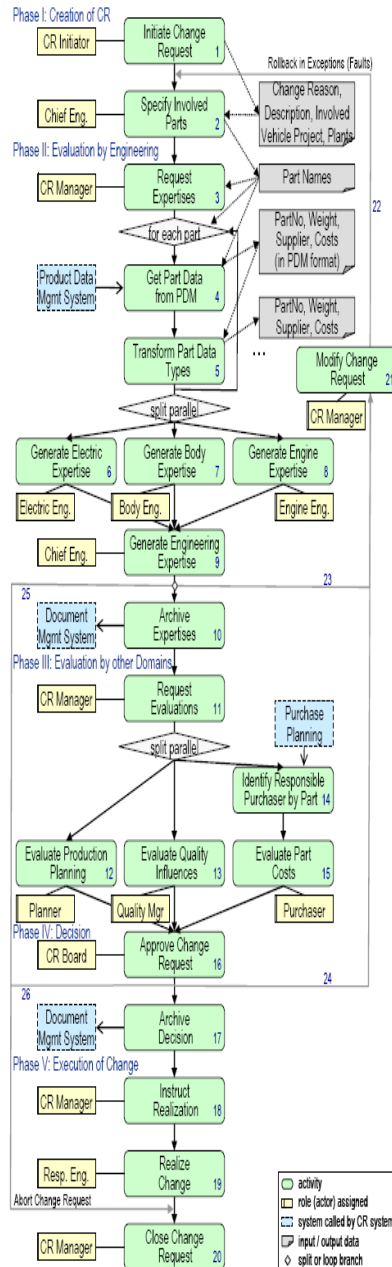 Phase I: Creation of CR
CR Initiator
Initiate Change
Request
1
Rollback in Exceptions (Faults)
Change Reason,
Description, Involved
Vehicle Project, Plants
Chief Eng.
Specify Involved
Parts
2
Phase II: Evaluation by Engineering
CR Manager
Request
Expertises
3
Part Names
22
for each part
PartNo, Weight,
Supplier, Costs
(in PDM format)
Product Data
Mgmt System
Get Part Data
from PDM
4
PartNo, Weight,
Supplier, Costs
Transform Part Data
Types
5
...
Modify Change
Request
21
CR Manager
split parallel
Generate Electric
Expertise
6
Generate Body
Expertise
7
Generate Engine
Expertise
8
Electric Eng.
Body Eng.
Engine Eng.
Chief Eng.
Generate Engineering
Expertise
9
23
25
Document
Mgmt System
Archive
Expertises
10
Phase III: Evaluation by other Domains
CR Manager
Request
Evaluations
11
Purchase
Planning
split parallel
Identify Responsible
Purchaser by Part
14
Evaluate Production
Planning
12
Evaluate Quality
Influences
13
Evaluate Part
Costs
15
Planner
Quality Mgr
Purchaser
Phase IV: Decision
CR Board
Approve Change
Request
16
24
26
Document
Mgmt System
Archive
Decision
17
Phase V: Execution of Change
CR Manager
Instruct
Realization
18
Resp. Eng.
Realize
Change
19
Abort Change Request
CR Manager
Close Change
Request
20
activity
role (actor) assigned
system called by CR system
input / output data
split or loop branch